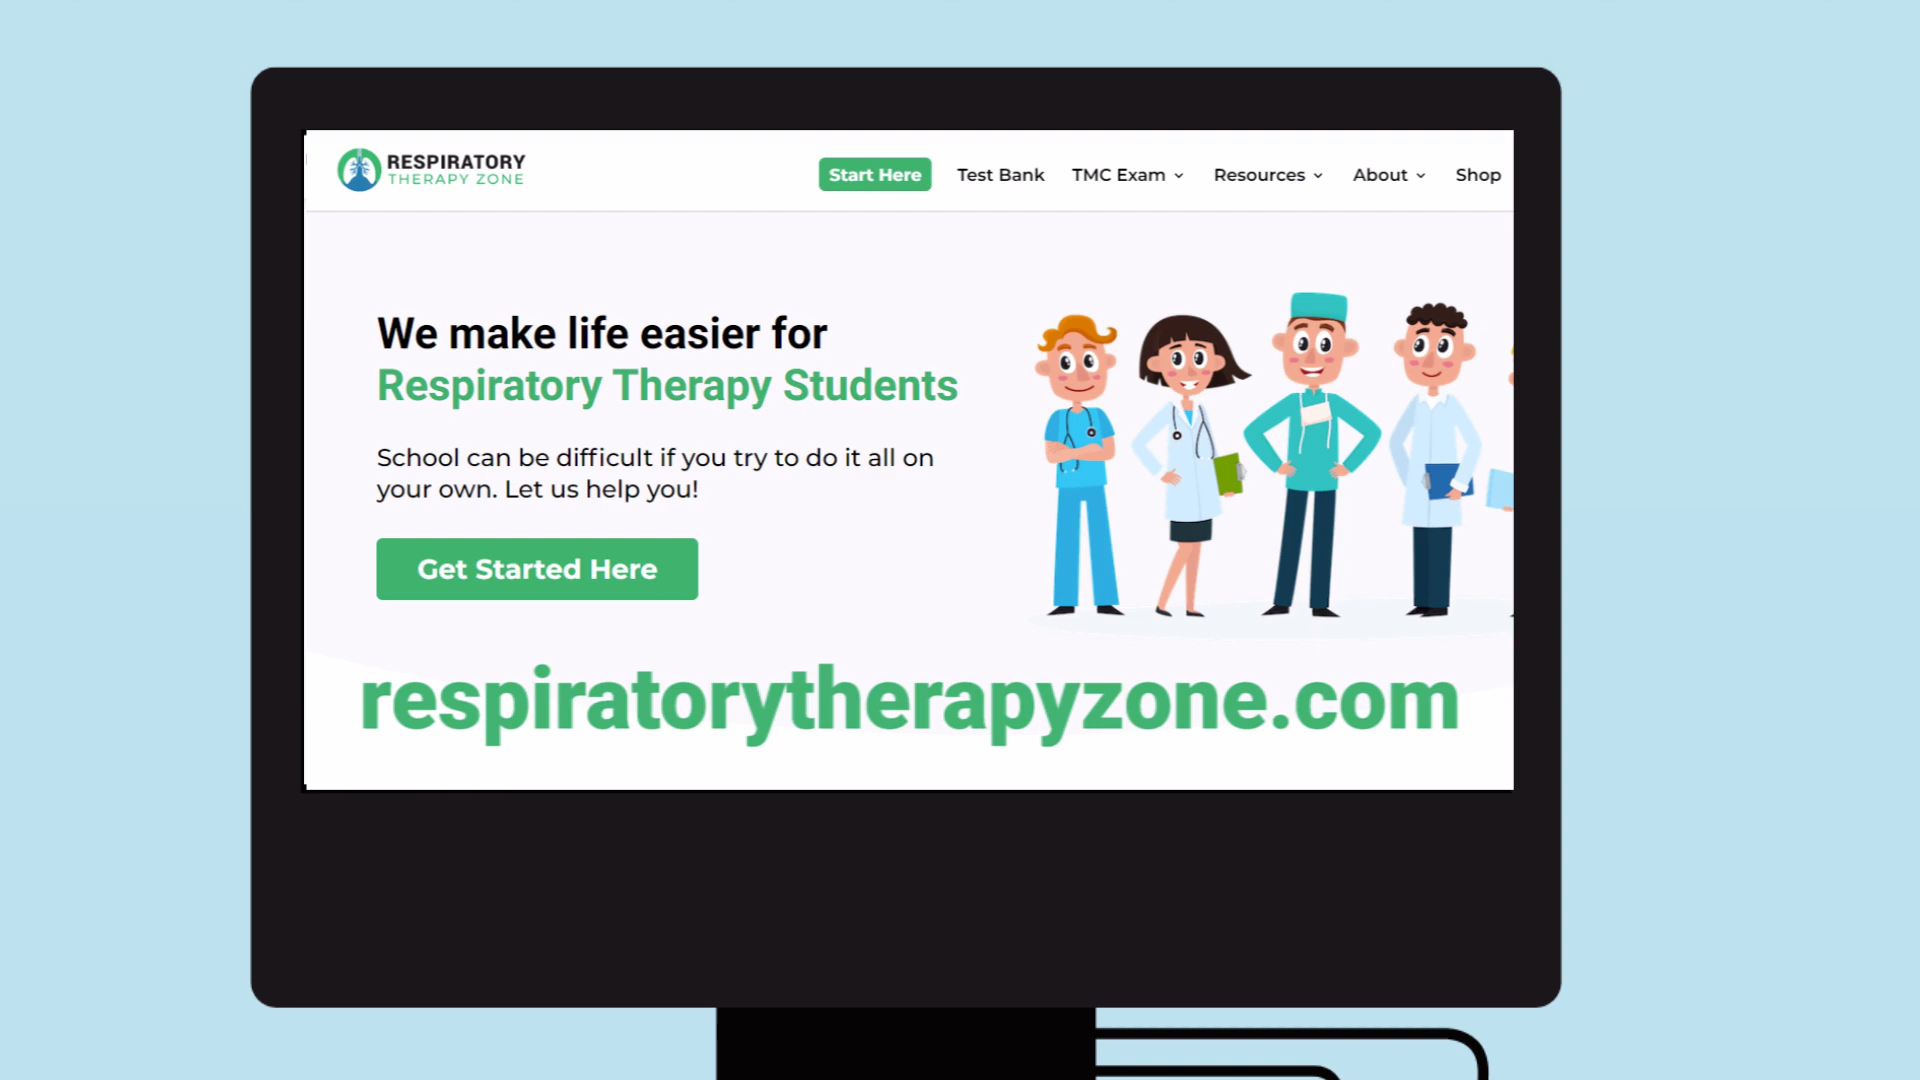 RESPIRATORY
THERAPY ZONE
Start Here
Test Bank
TMC Exam
Resources
About
Shop
We make life easier for
Respiratory Therapy Students
School can be difficult if you try to do it all on
your own. Let us help you!
Get Started Here
respiratorytherapyzone.com